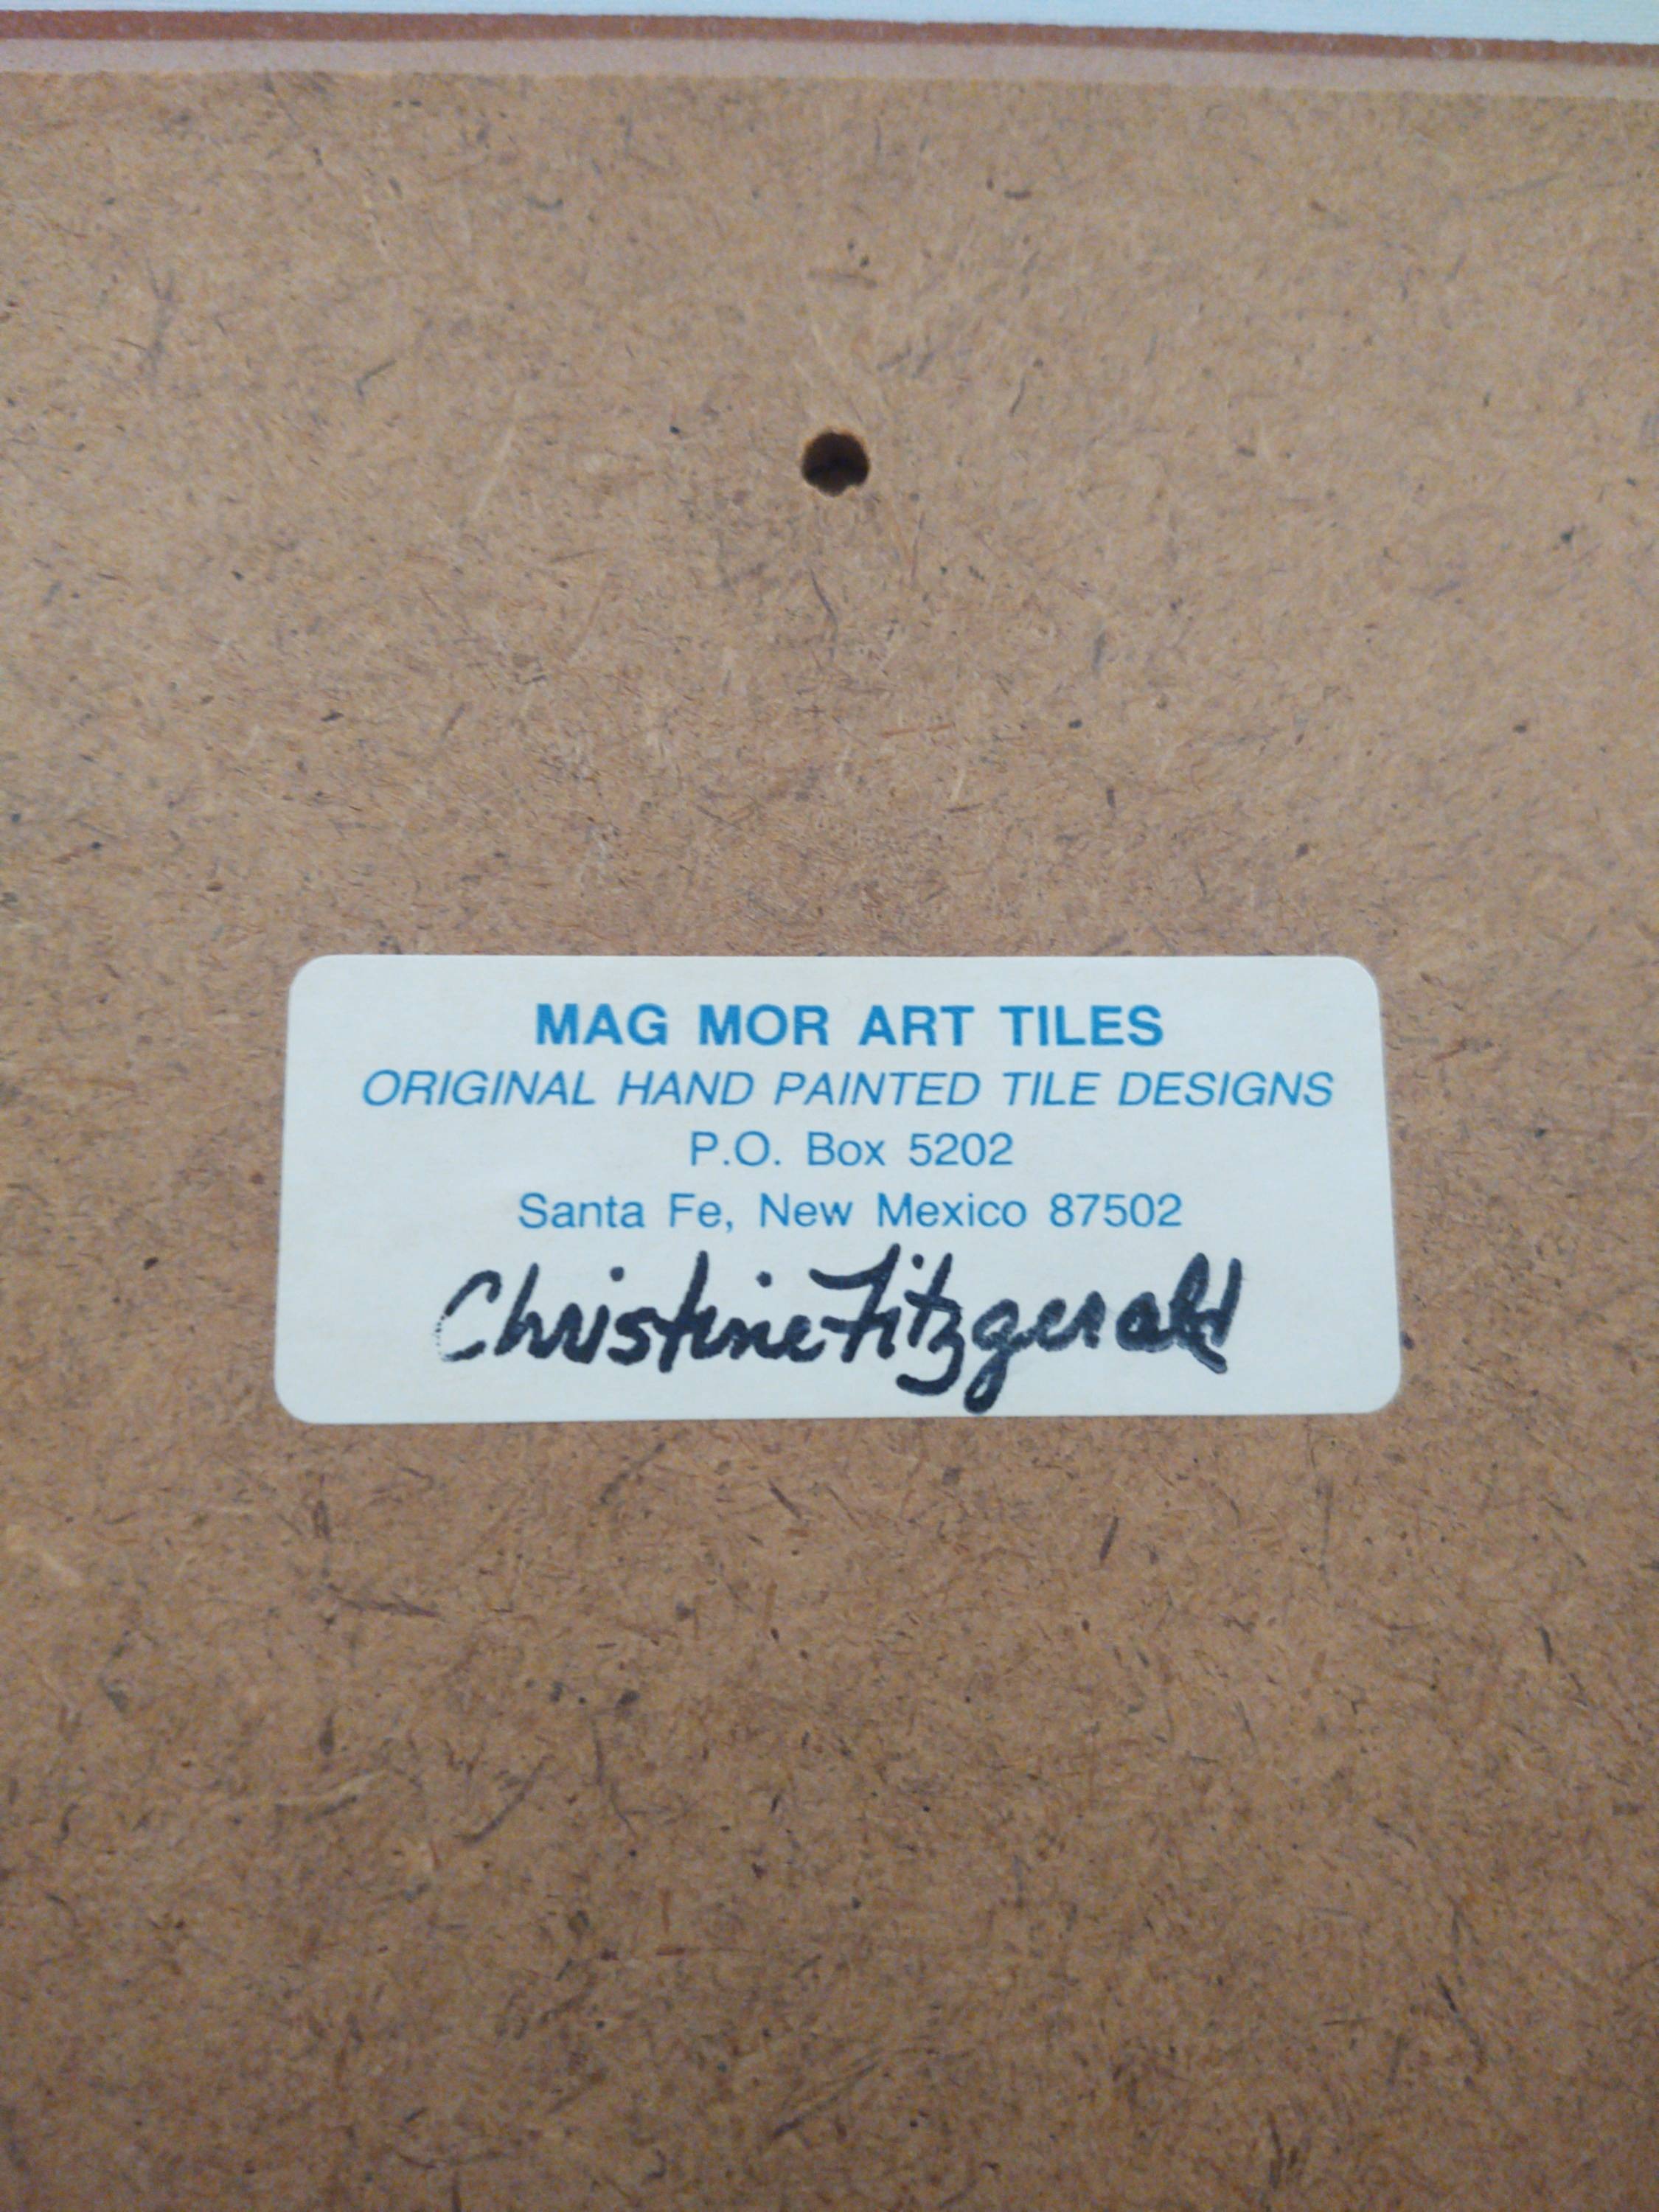 MAG MOR ART TILES
ORIGINAL HAND PAINTED TILE DESIGNS
P.O. Box 5202
Santa Fe, New Mexico 87502
Christine Fitzgerald